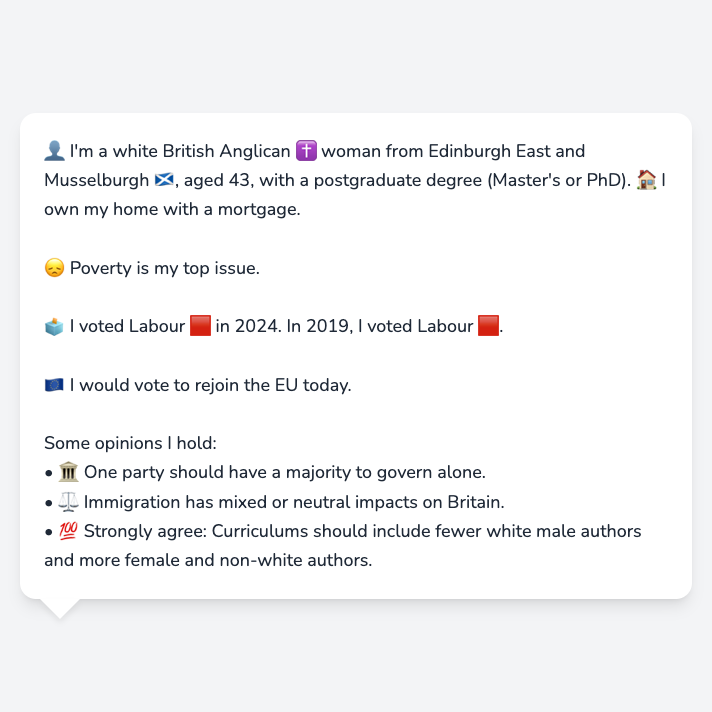 👤 I'm a white British Anglican ✝️ woman from Edinburgh East and
Musselburgh 🏴󠁧󠁢󠁳󠁣󠁴󠁿, aged 43, with a postgraduate degree (Master's or PhD). 🏠 I
own my home with a mortgage.
😞 Poverty is my top issue.
🗳️ I voted Labour 🟥 in 2024. In 2019, I voted Labour 🟥.
🇪🇺 I would vote to rejoin the EU today.
Some opinions I hold:
• 🏛️ One party should have a majority to govern alone.
• ⚖️ Immigration has mixed or neutral impacts on Britain.
• 💯 Strongly agree: Curriculums should include fewer white male authors
and more female and non-white authors.